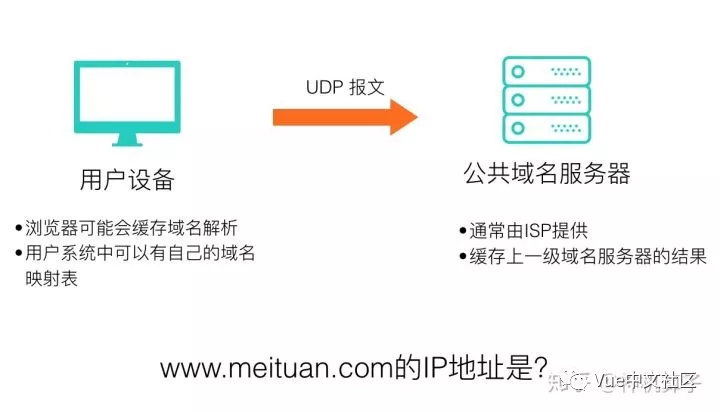 UDP 报文
用户设备
公共域名服务器
•浏览器可能会缓存域名解析
•用户系统中可以有自己的域名
映射表
•通常由ISP提供
•缓存上一级域名服务器的结果
www.meituan.com的IP地址是?
知乎
Vue中文社区